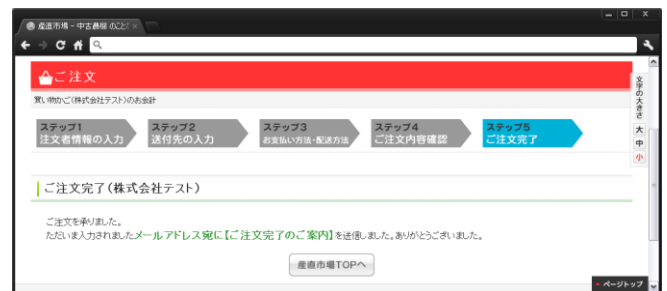 産直市場 - 中古農機 のことな
ご注文
買い物かご(株式会社テスト)のお会計
文字の大きさ
大
中
小
ステップ1
注文者情報の入力
ステップ2
送付先の入力
ステップ3
お支払い方法・配送方法
ステップ4
ご注文内容確認
ステップ5
ご注文完了
ご注文完了(株式会社テスト)
ご注文を承りました。
ただいま入力されましたメールアドレス宛に【ご注文完了のご案内】を送信しました。ありがとうございました。
産直市場TOPへ
ページトップ